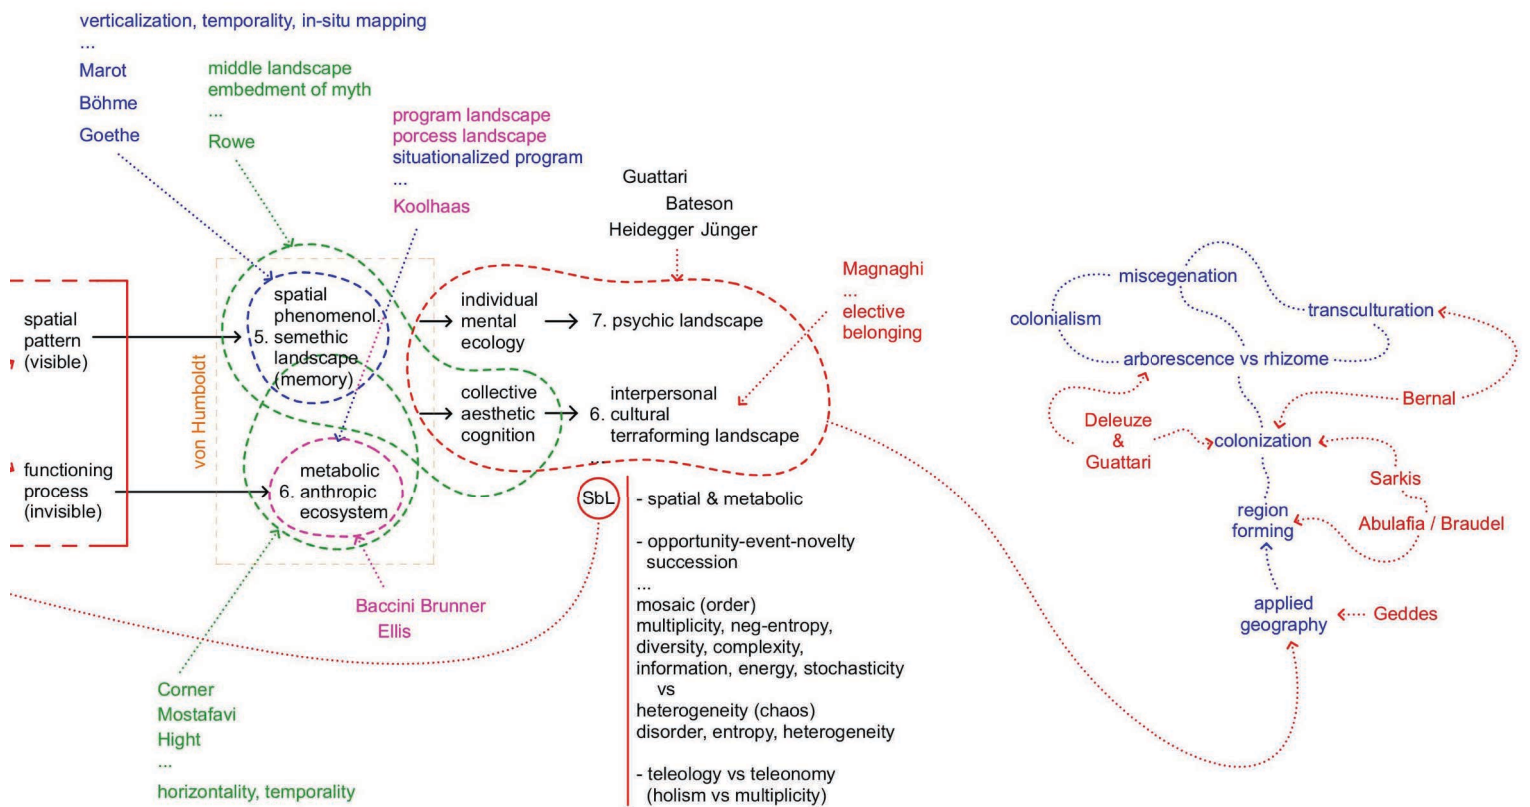 verticalization, temporality, in-situ mapping
...
Marot
Böhme
Goethe
middle landscape
embedment of myth
...
Rowe
program landscape
porcess landscape
situationalized program
...
Koolhaas
Guattari
Bateson
Heidegger Jünger
Magnaghi
...
elective
belonging
spatial
pattern
(visible)
functioning
process
(invisible)
von Humboldt
spatial
phenomenol.
5. semethic
landscape
(memory)
metabolic
6. anthropic
ecosystem
individual
mental
ecology
7. psychic landscape
collective
aesthetic
cognition
interpersonal
6. cultural
terraforming landscape
...
Baccini Brunner
Ellis
Corner
Mostafavi
Hight
...
horizontality, temporality
SbL
- spatial & metabolic
- opportunity-event-novelty
succession
...
mosaic (order)
multiplicity, neg-entropy,
diversity, complexity,
information, energy, stochasticity
vs
heterogeneity (chaos)
disorder, entropy, heterogeneity
- teleology vs teleonomy
(holism vs multiplicity)
miscegenation
colonialism
transculturation
arborescence vs rhizome
Bernal
Deleuze
&
Guattari
colonization
Sarkis
region
forming
Abulafia / Braudel
applied
geography
Geddes